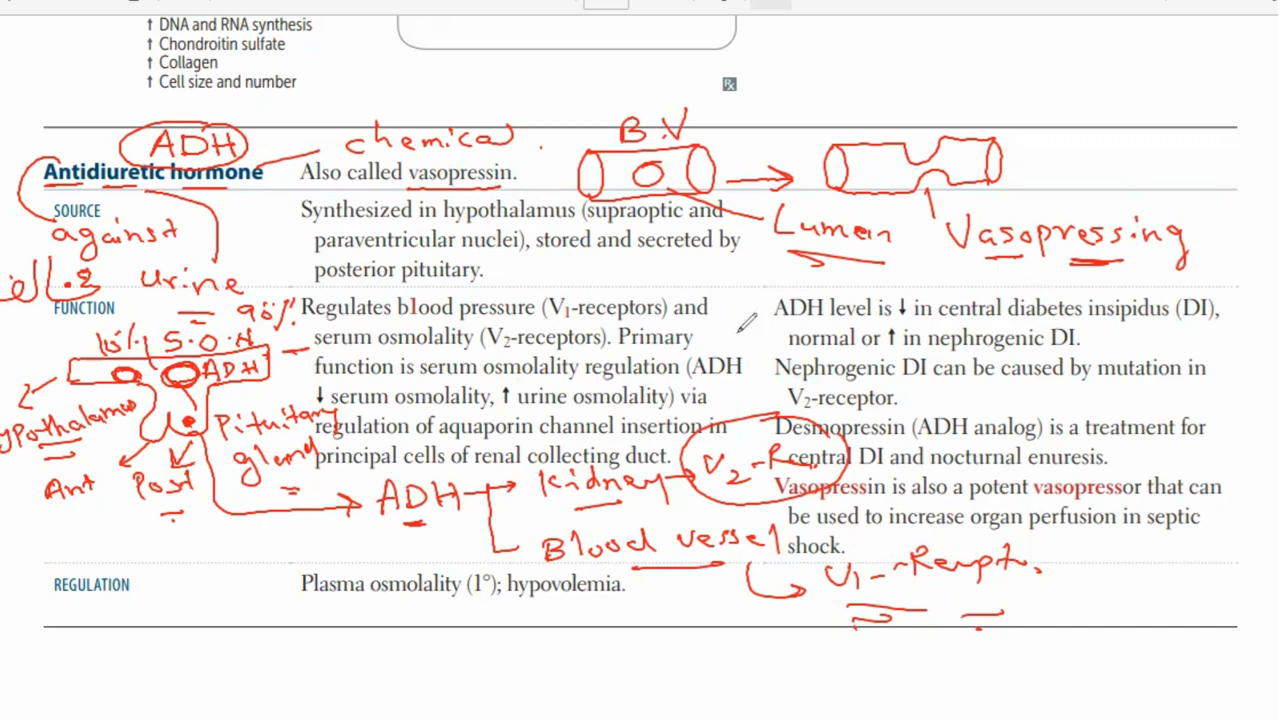 ↑ DNA and RNA synthesis
↑ Chondroitin sulfate
↑ Collagen
↑ Cell size and number
ADH
chemical
B.V
Antidiuretic hormone
Also called vasopressin.
Lumen
Vasopressing
SOURCE
Synthesized in hypothalamus (supraoptic and
paraventricular nuclei), stored and secreted by
posterior pituitary.
against
urine
FUNCTION
Regulates blood pressure (V1-receptors) and
serum osmolality (V2-receptors). Primary
function is serum osmolality regulation (ADH
↓ serum osmolality, ↑ urine osmolality) via
regulation of aquaporin channel insertion in
principal cells of renal collecting duct.
ADH level is ↓ in central diabetes insipidus (DI),
normal or ↑ in nephrogenic DI.
Nephrogenic DI can be caused by mutation in
V2-receptor.
Desmopressin (ADH analog) is a treatment for
central DI and nocturnal enuresis.
Vasopressin is also a potent vasopressor that can
be used to increase organ perfusion in septic
shock.
S.O.N
ADH
ypothalamus
Pituitary
gland
Ant
Post
ADH
Kidney
V2-R
Blood vessel
REGULATION
Plasma osmolality (1°); hypovolemia.